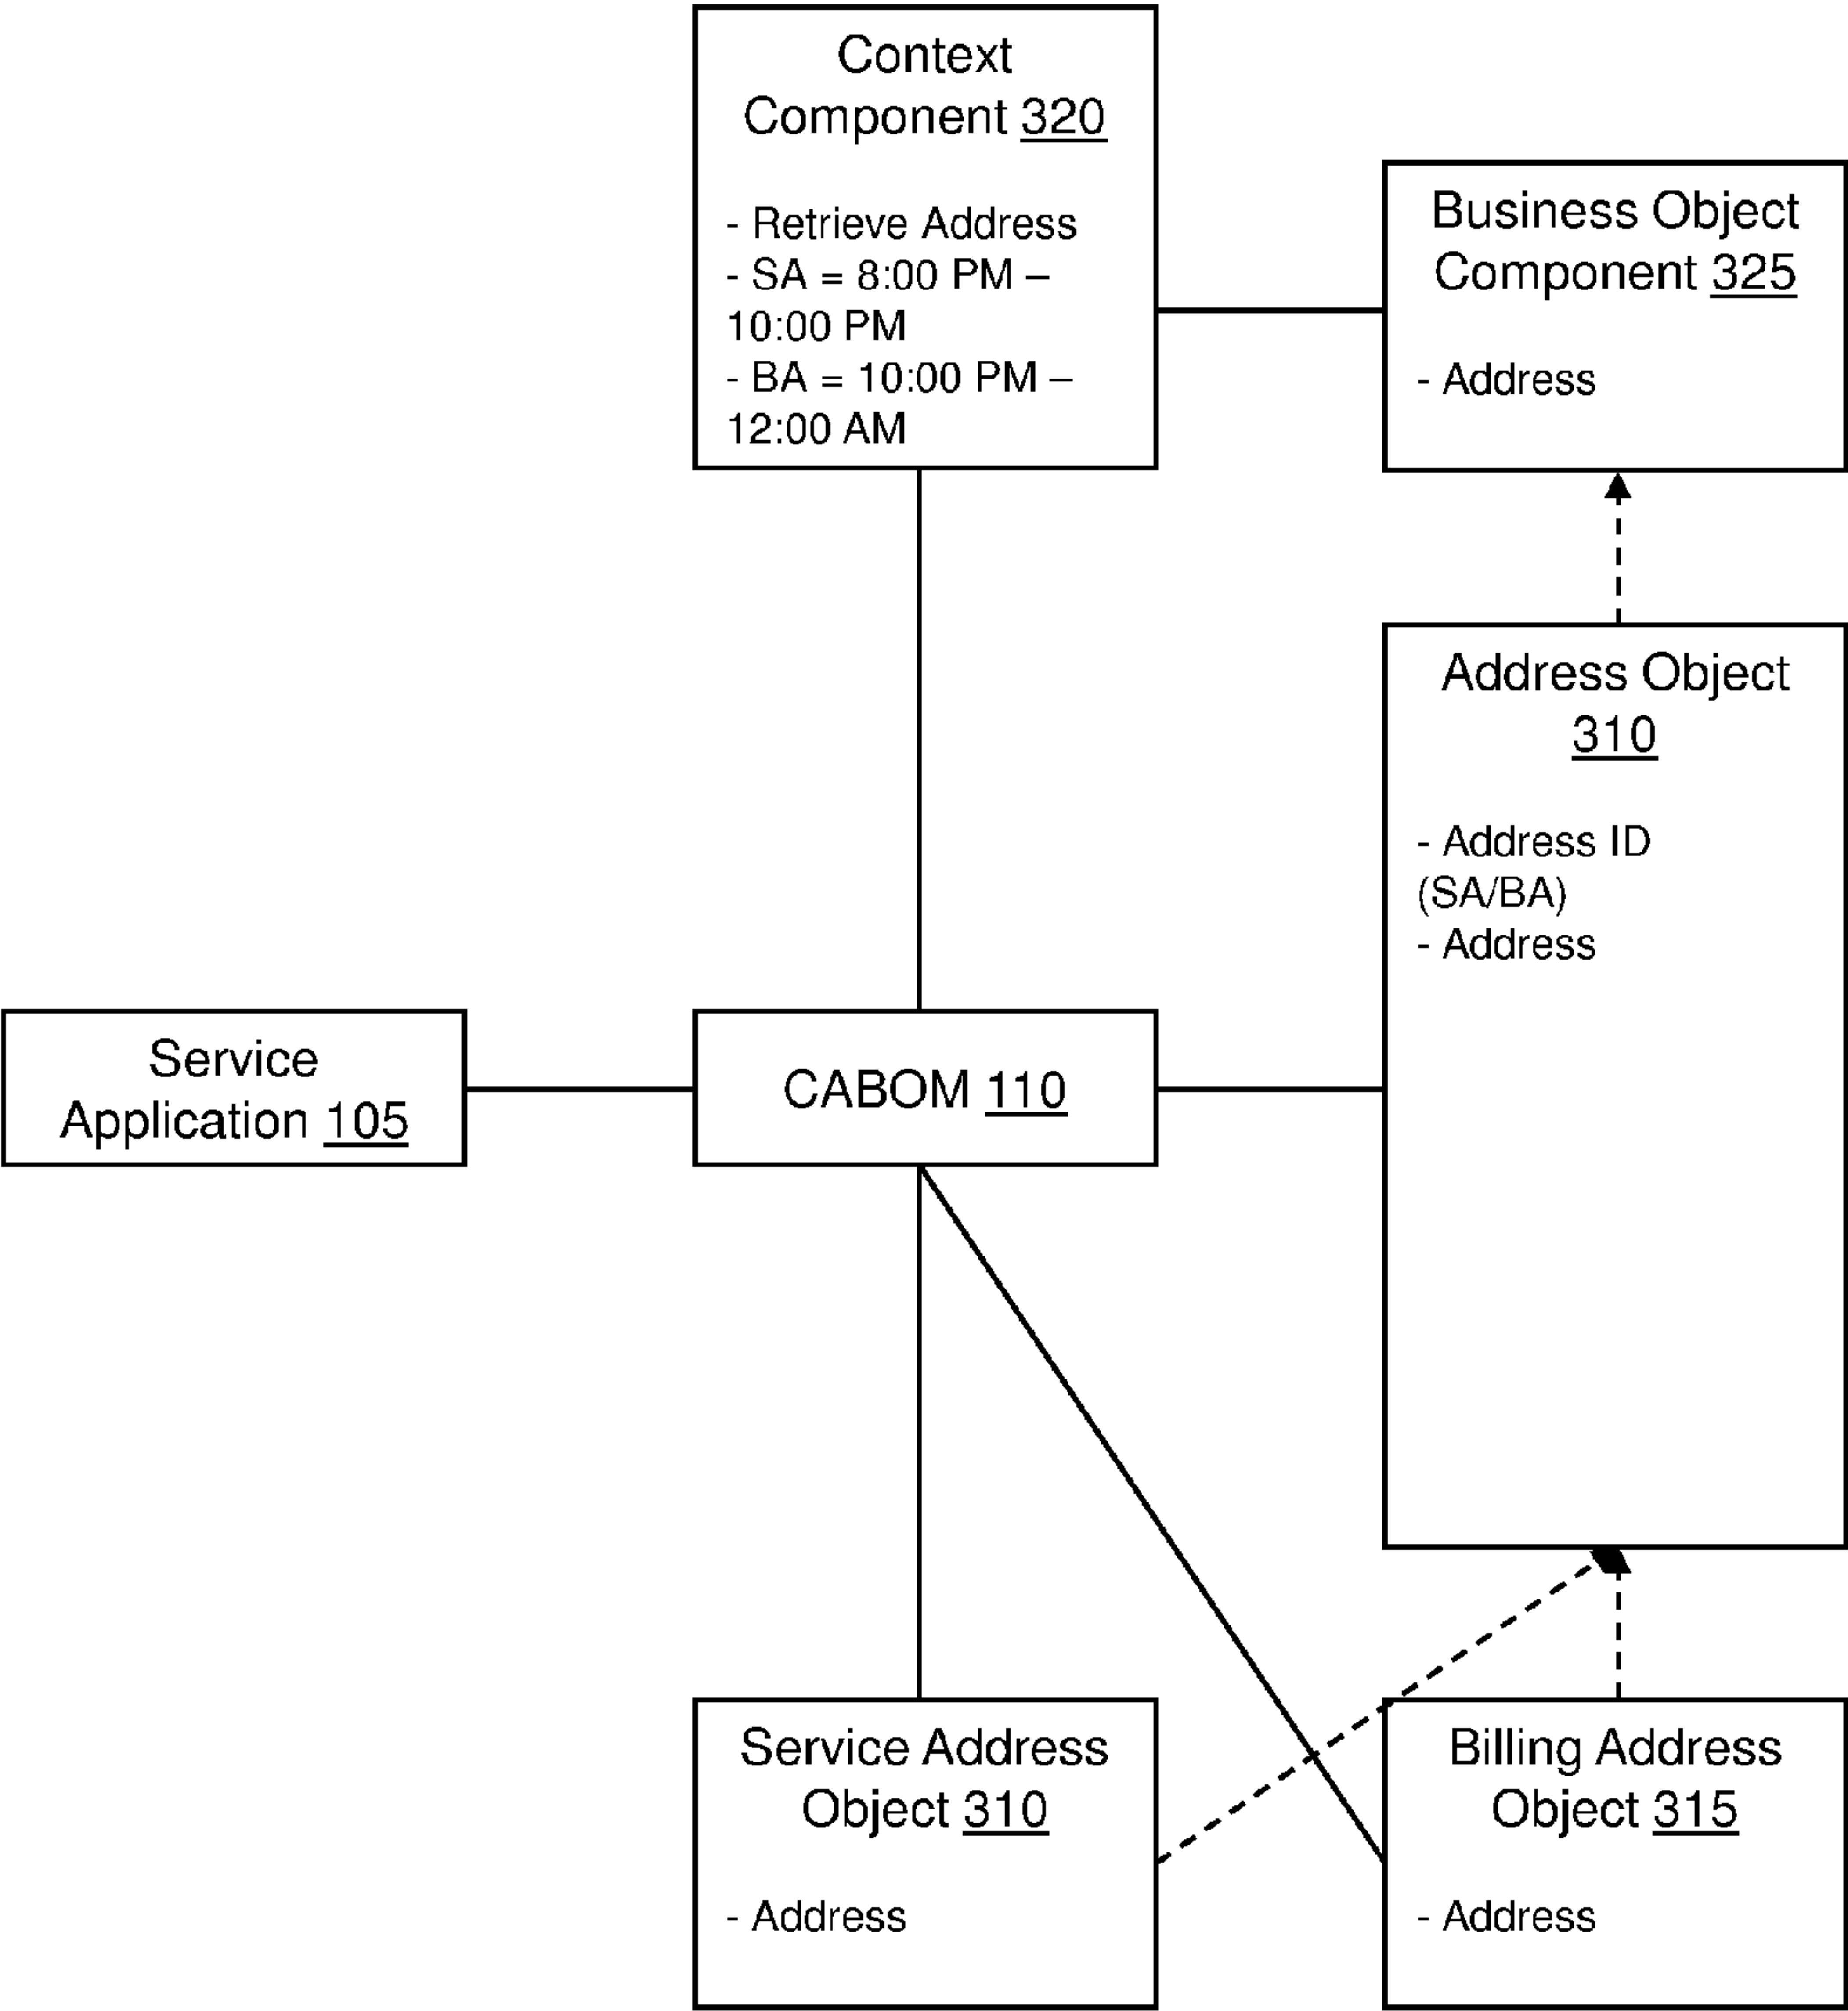 Context
Component 320
- Retrieve Address
- SA = 8:00 PM –
10:00 PM
- BA = 10:00 PM –
12:00 AM
Business Object
Component 325
- Address
Address Object
310
- Address ID
(SA/BA)
- Address
Service
Application 105
CABOM 110
Service Address
Object 310
- Address
Billing Address
Object 315
- Address